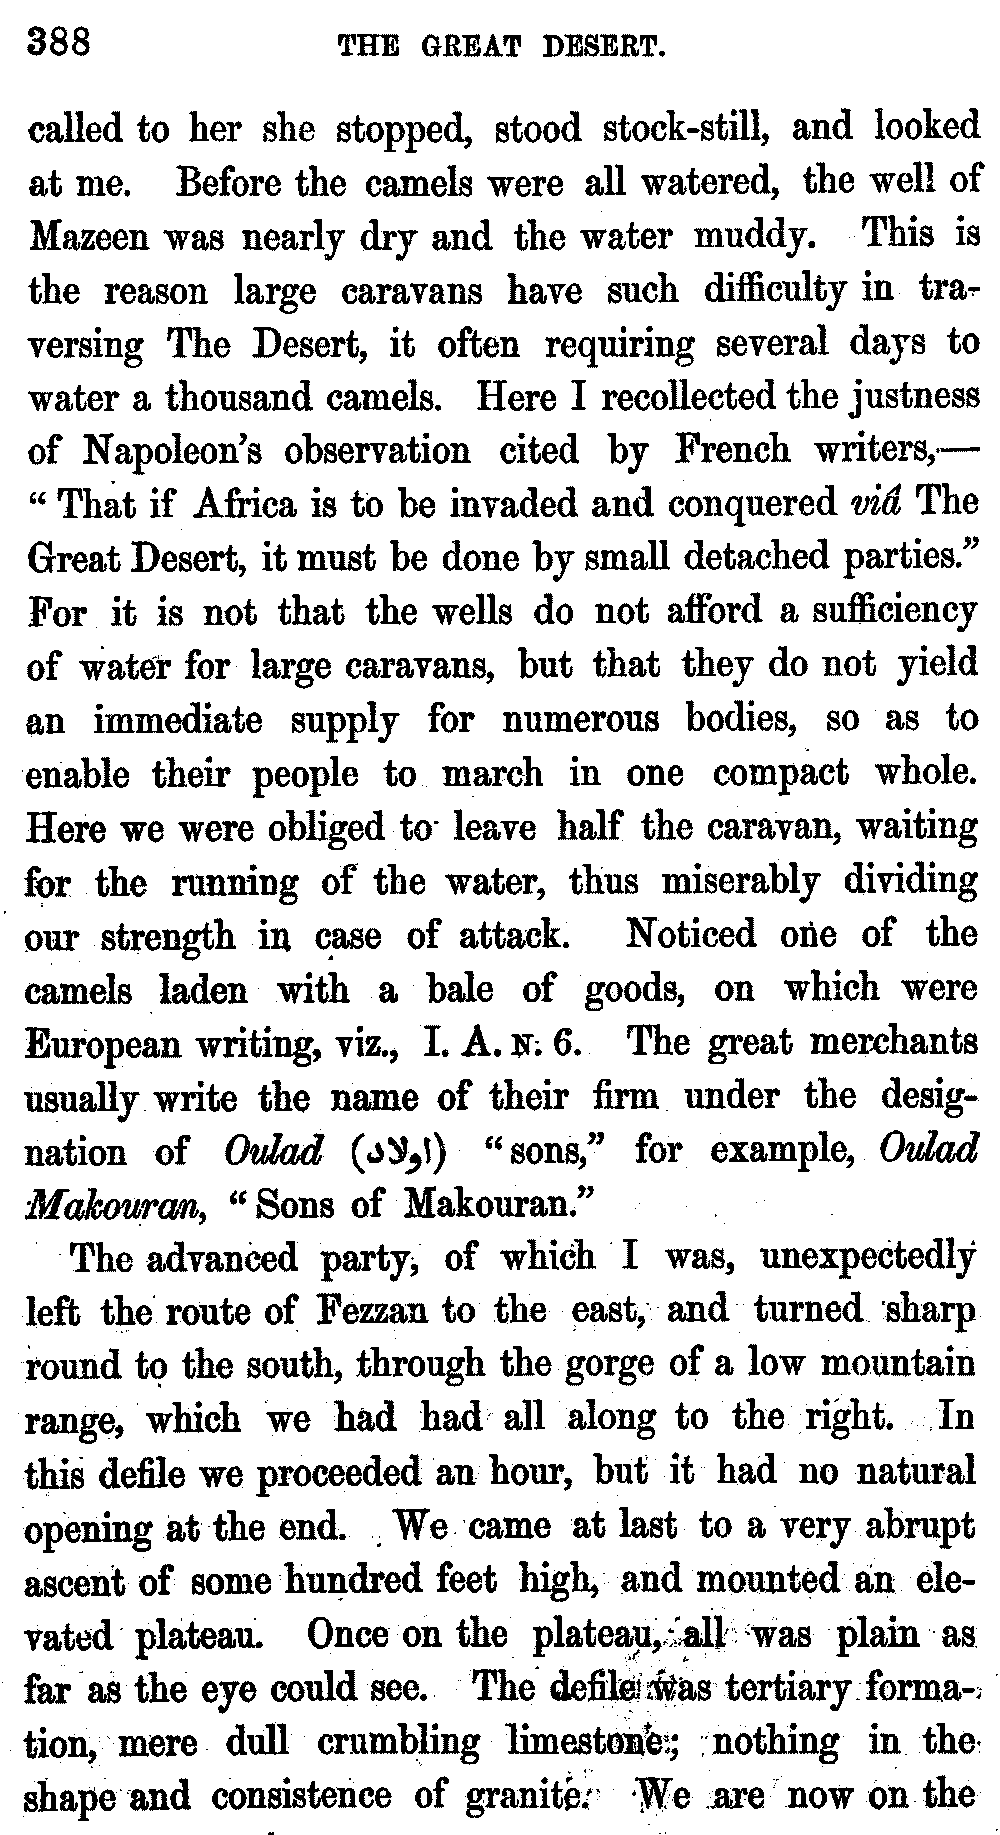 388 THE GREAT DESERT.
called to her she stopped, stood stock-still, and looked
at me. Before the camels were all watered, the well of
Mazeen was nearly dry and the water muddy. This is
the reason large caravans have such difficulty in tra-
versing The Desert, it often requiring several days to
water a thousand camels. Here I recollected the justness
of Napoleon's observation cited by French writers,—
“ That if Africa is to be invaded and conquered viâ The
Great Desert, it must be done by small detached parties.”
For it is not that the wells do not afford a sufficiency
of water for large caravans, but that they do not yield
an immediate supply for numerous bodies, so as to
enable their people to march in one compact whole.
Here we were obliged to leave half the caravan, waiting
for the running of the water, thus miserably dividing
our strength in case of attack. Noticed one of the
camels laden with a bale of goods, on which were
European writing, viz., I. A. N. 6. The great merchants
usually write the name of their firm under the desig-
nation of Oulad (اولاد) “ sons,” for example, Oulad
Makouran, “ Sons of Makouran.”
The advanced party, of which I was, unexpectedly
left the route of Fezzan to the east, and turned sharp
round to the south, through the gorge of a low mountain
range, which we had had all along to the right. In
this defile we proceeded an hour, but it had no natural
opening at the end. We came at last to a very abrupt
ascent of some hundred feet high, and mounted an ele-
vated plateau. Once on the plateau, all was plain as
far as the eye could see. The defile was tertiary forma-
tion, mere dull crumbling limestone; nothing in the
shape and consistence of granite. We are now on the